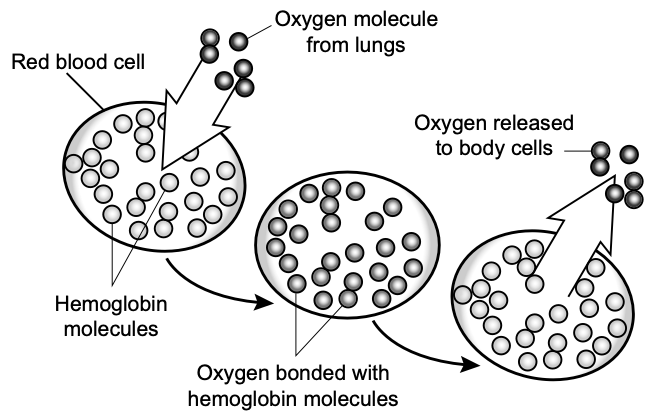 Oxygen molecule
from lungs
Red blood cell
Oxygen released
to body cells
Hemoglobin
molecules
Oxygen bonded with
hemoglobin molecules